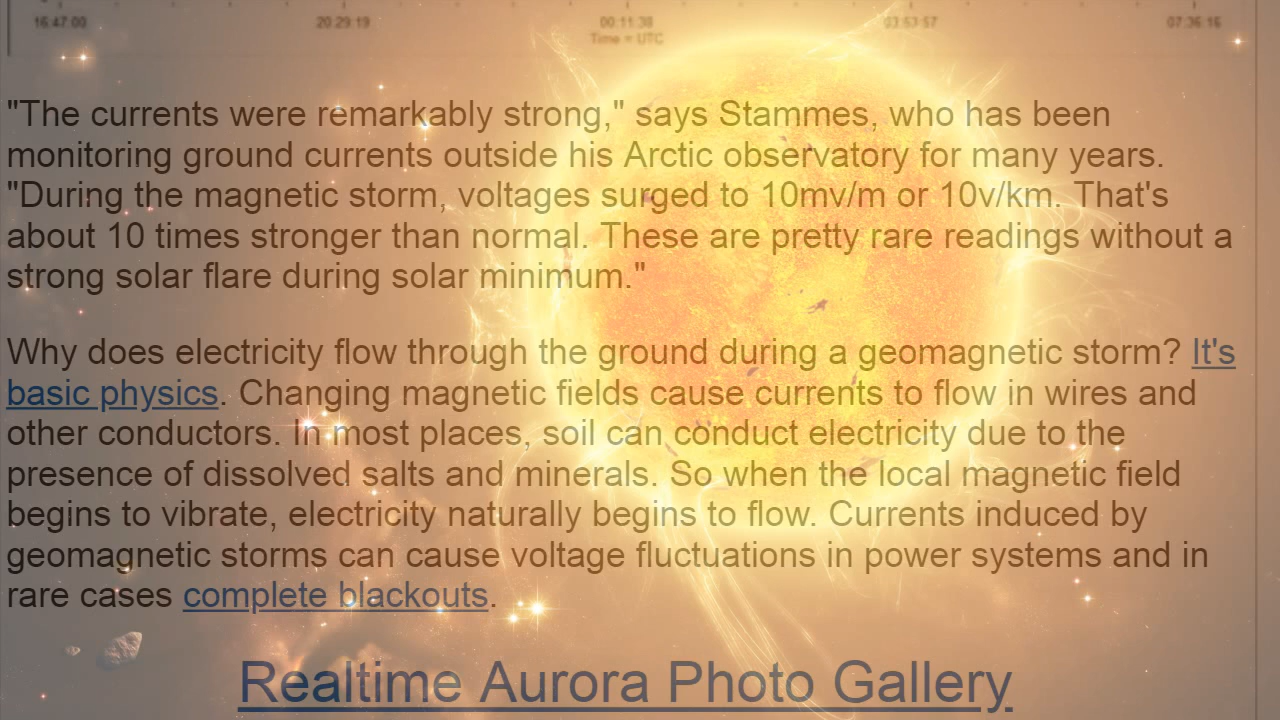 16:47:00 20:29:19 00:11:38 03:53:57 07:36:16
Time = UTC
"The currents were remarkably strong," says Stammes, who has been
monitoring ground currents outside his Arctic observatory for many years.
"During the magnetic storm, voltages surged to 10mv/m or 10v/km. That's
about 10 times stronger than normal. These are pretty rare readings without a
strong solar flare during solar minimum."
Why does electricity flow through the ground during a geomagnetic storm? It's
basic physics. Changing magnetic fields cause currents to flow in wires and
other conductors. In most places, soil can conduct electricity due to the
presence of dissolved salts and minerals. So when the local magnetic field
begins to vibrate, electricity naturally begins to flow. Currents induced by
geomagnetic storms can cause voltage fluctuations in power systems and in
rare cases complete blackouts.
Realtime Aurora Photo Gallery